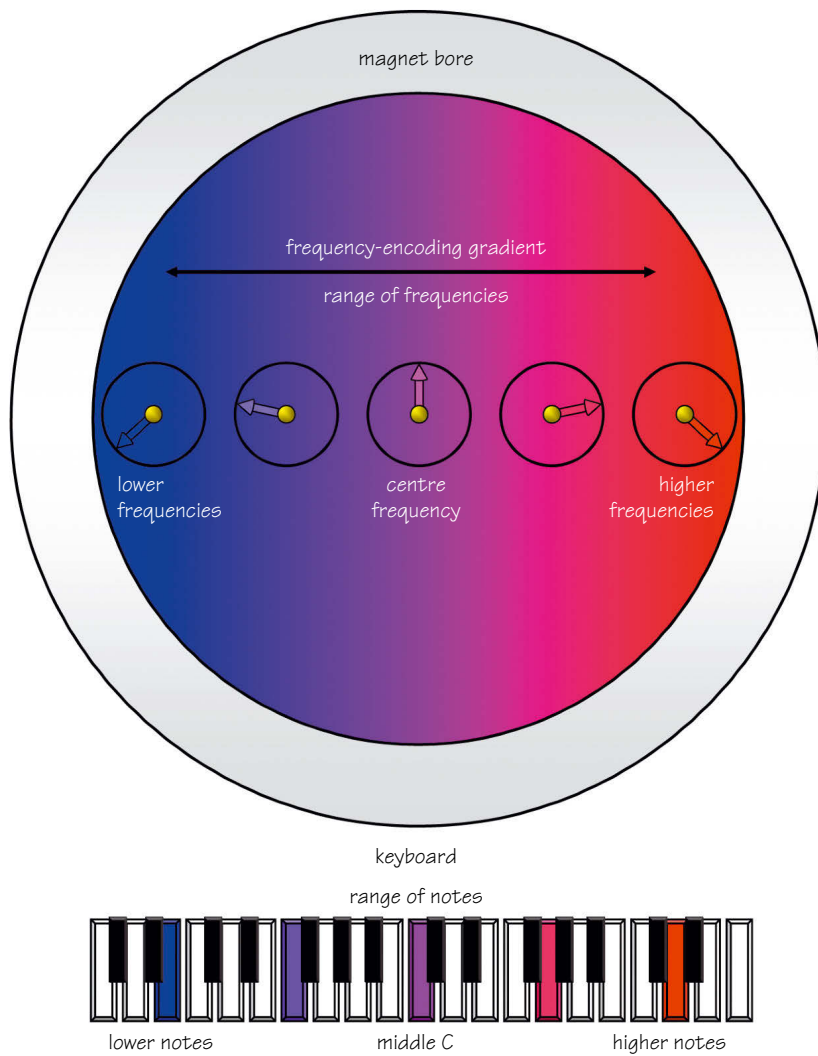 magnet bore
frequency-encoding gradient
range of frequencies
lower
frequencies
centre
frequency
higher
frequencies
keyboard
range of notes
lower notes
middle C
higher notes